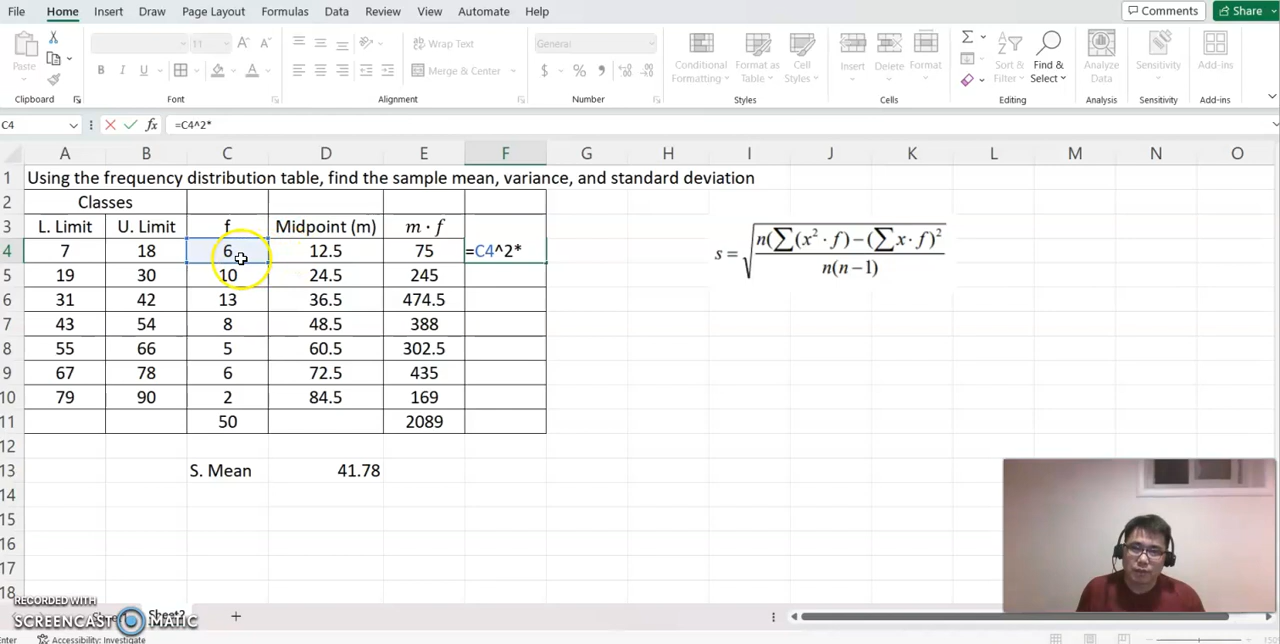 File Home Insert Draw Page Layout Formulas Data Review View Automate Help Comments Share
Paste 11 Wrap Text General
B I U Merge & Center $ % Conditional Formatting Format as Table Cell Styles Insert Delete Format Sort & Filter Find & Select Analyze Data Sensitivity Add-ins
Clipboard Font Alignment Number Styles Cells Editing Analysis Sensitivity Add-ins
C4 fx =C4^2*
A B C D E F G H I J K L M N O
1 Using the frequency distribution table, find the sample mean, variance, and standard deviation
2 Classes
3 L. Limit U. Limit f Midpoint (m) m · f
4 7 18 6 12.5 75 =C4^2*
5 19 30 10 24.5 245
6 31 42 13 36.5 474.5
7 43 54 8 48.5 388
8 55 66 5 60.5 302.5
9 67 78 6 72.5 435
10 79 90 2 84.5 169
11 50 2089
s = √ n(∑(x² · f) − (∑x · f)²
n(n − 1)
12
13 S. Mean 41.78
14
15
16
17
18
RECORDED WITH
SCREENCAST MATIC
Sheet2
Accessibility: Investigate